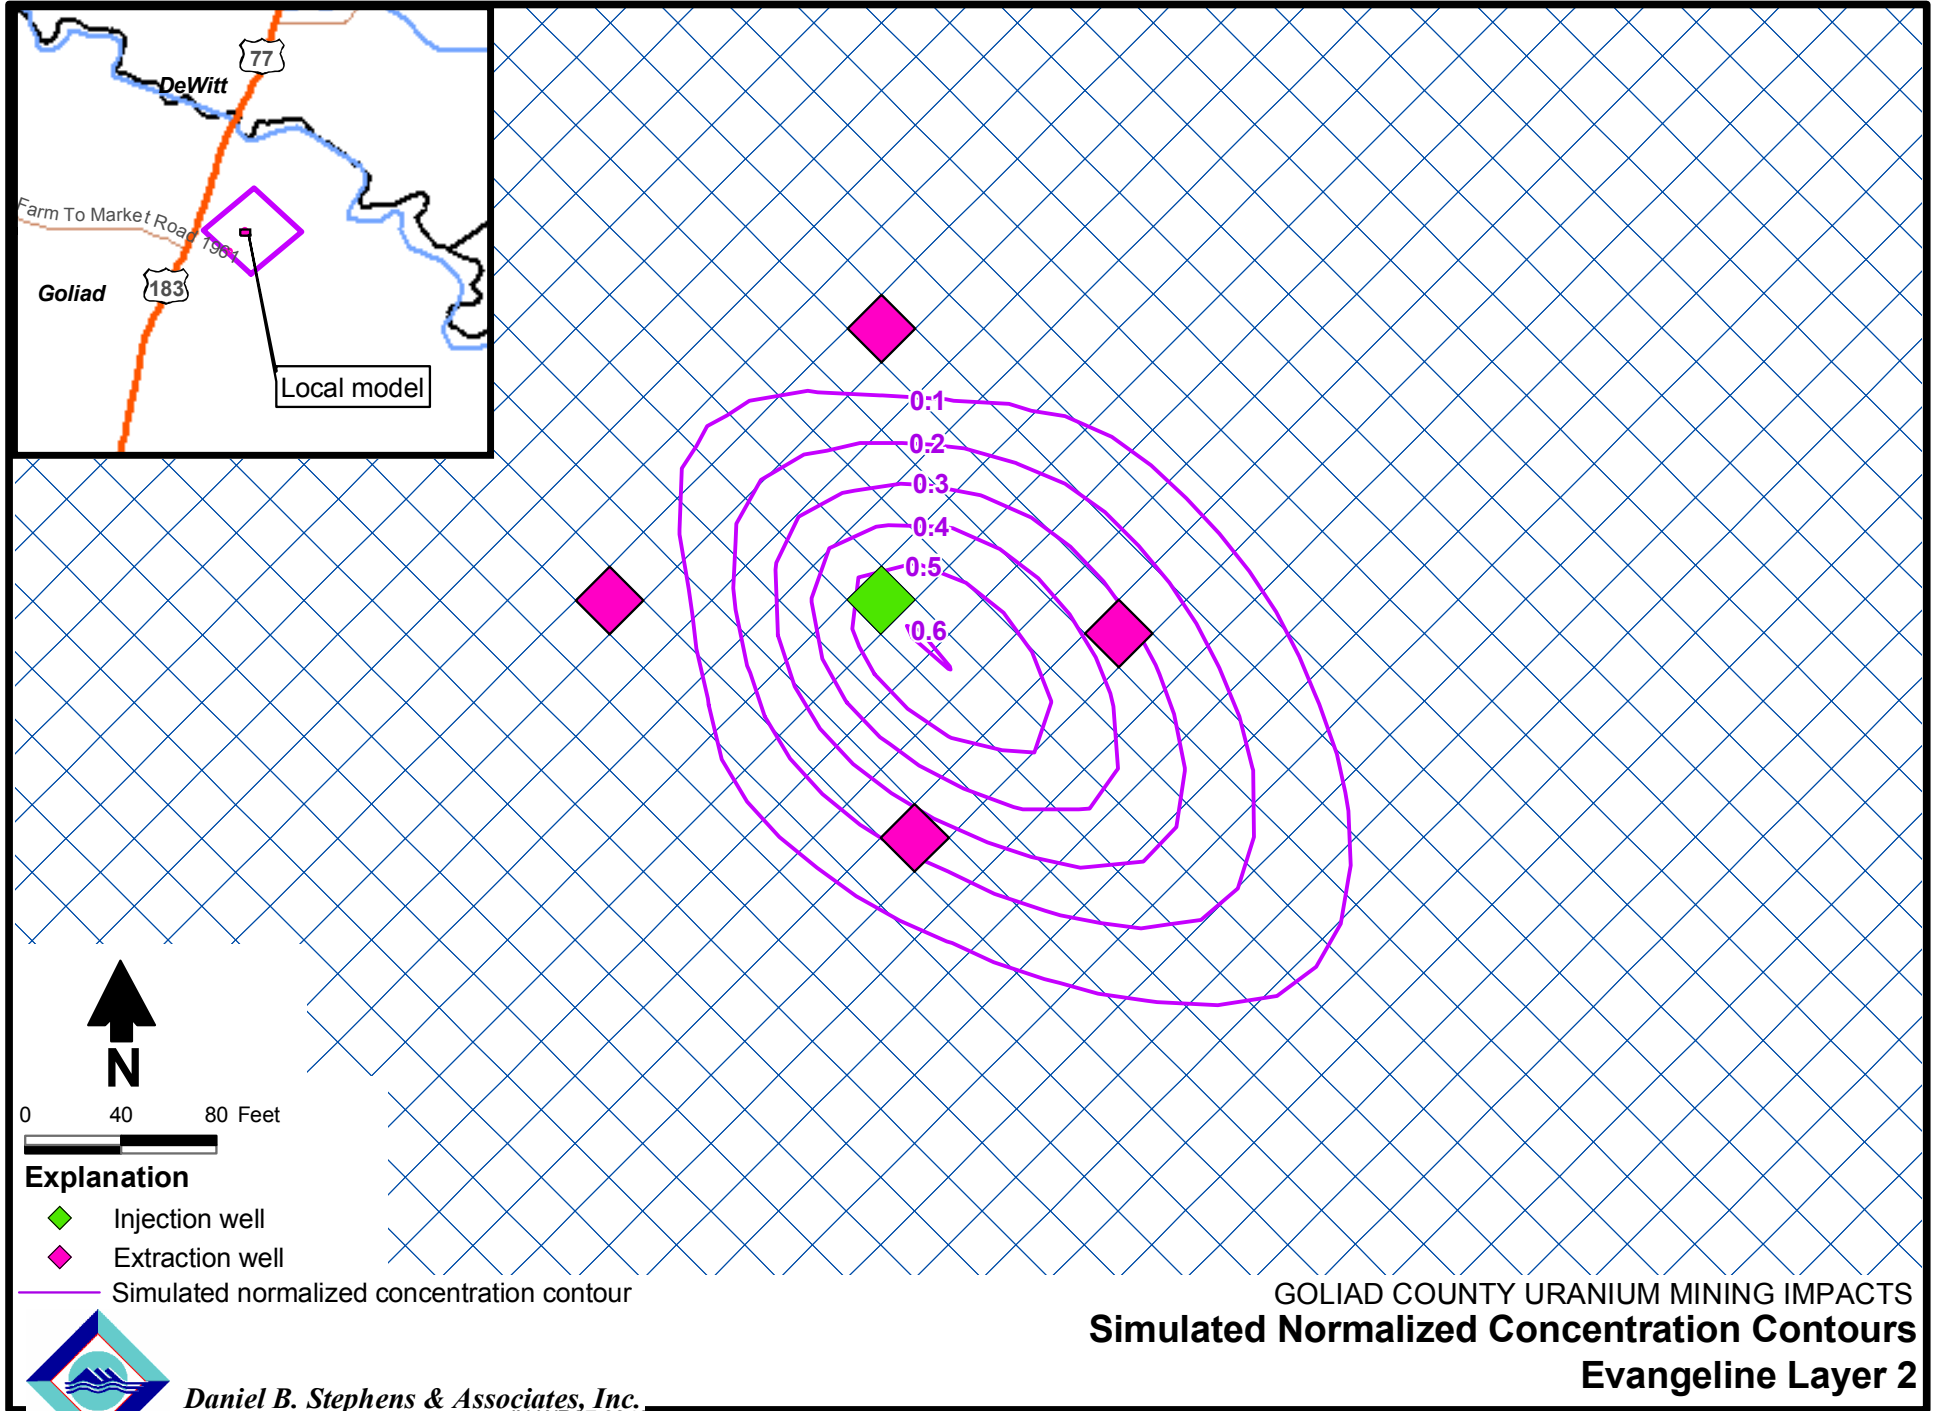 77
DeWitt
Farm To Market Road 1961
Goliad
183
Local model
0.1
0.2
0.3
0.4
0.5
0.6
N
0 40 80 Feet
Explanation
Injection well
Extraction well
Simulated normalized concentration contour
GOLIAD COUNTY URANIUM MINING IMPACTS
Simulated Normalized Concentration Contours
Evangeline Layer 2
Daniel B. Stephens & Associates, Inc.